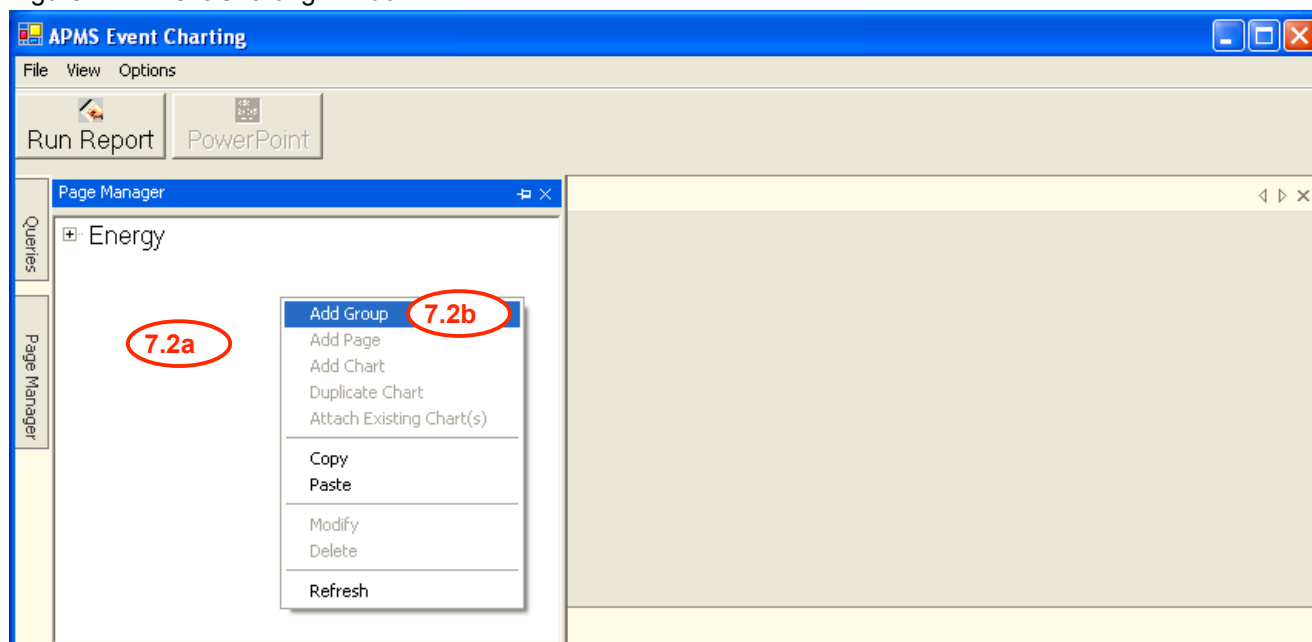 APMS Event Charting
File View Options
Run Report PowerPoint
Page Manager
Queries
Energy
Page Manager
7.2a
Add Group 7.2b
Add Page
Add Chart
Duplicate Chart
Attach Existing Chart(s)
Copy
Paste
Modify
Delete
Refresh